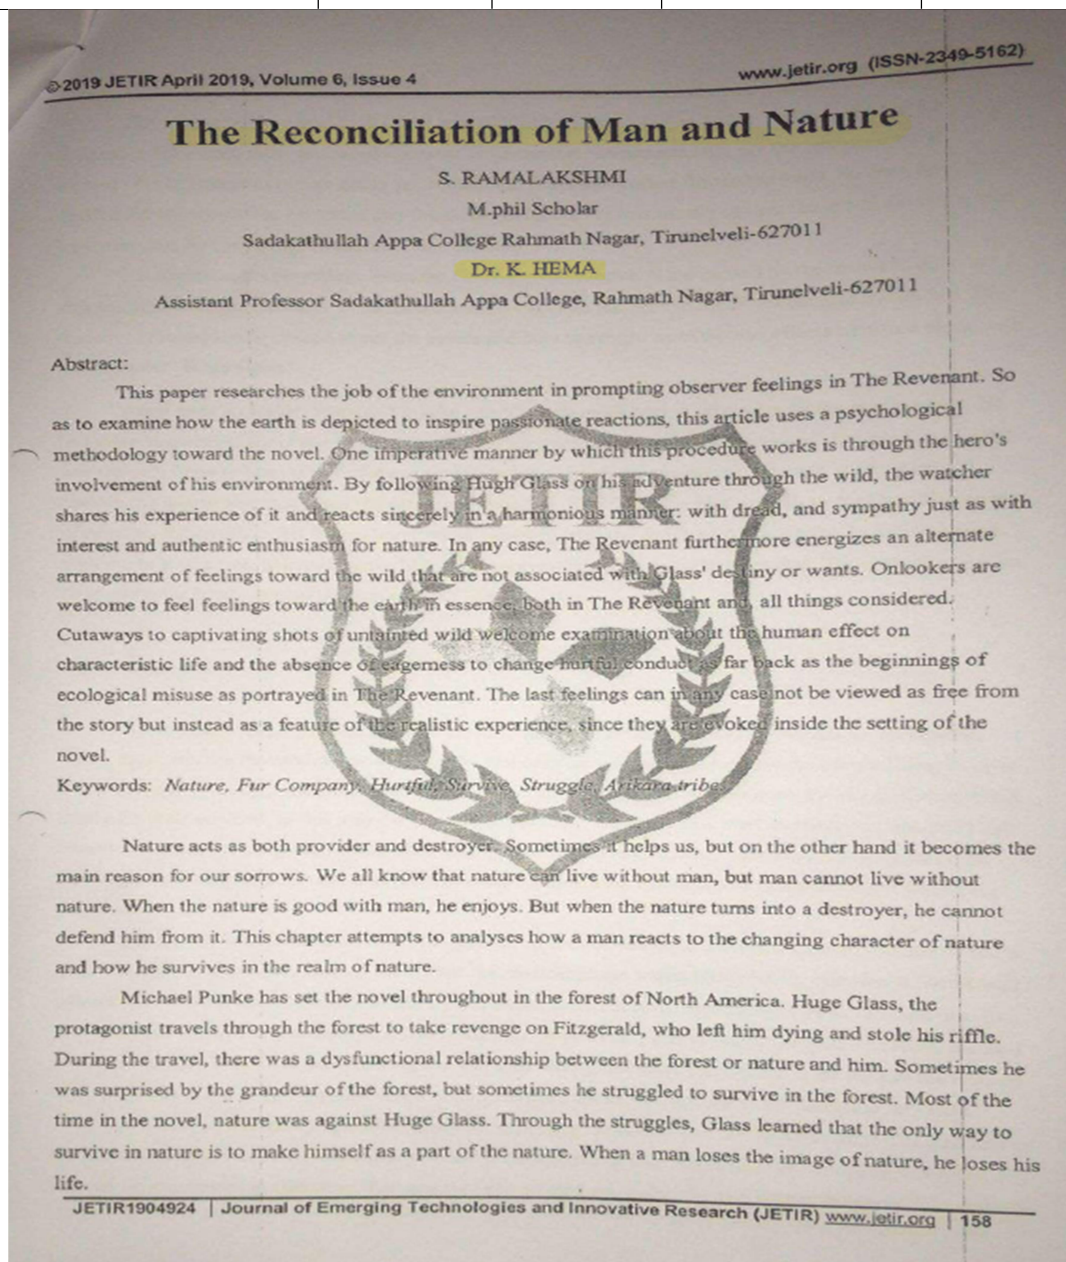 ©2019 JETIR April 2019, Volume 6, Issue 4 www.jetir.org (ISSN-2349-5162)
The Reconciliation of Man and Nature
S. RAMALAKSHMI
M.phil Scholar
Sadakathullah Appa College Rahmath Nagar, Tirunelveli-627011
Dr. K. HEMA
Assistant Professor Sadakathullah Appa College, Rahmath Nagar, Tirunelveli-627011
Abstract:
This paper researches the job of the environment in prompting observer feelings in The Revenant. So
as to examine how the earth is depicted to inspire passionate reactions, this article uses a psychological
methodology toward the novel. One imperative manner by which this procedure works is through the hero's
involvement of his environment. By following Hugh Glass on his adventure through the wild, the watcher
shares his experience of it and reacts sincerely in a harmonious manner: with dread, and sympathy just as with
interest and authentic enthusiasm for nature. In any case, The Revenant furthermore energizes an alternate
arrangement of feelings toward the wild that are not associated with Glass' destiny or wants. Onlookers are
welcome to feel feelings toward the earth in essence, both in The Revenant and, all things considered.
Cutaways to captivating shots of untainted wild welcome examination about the human effect on
characteristic life and the absence of eagerness to change hurtful conduct as far back as the beginnings of
ecological misuse as portrayed in The Revenant. The last feelings can in any case not be viewed as free from
the story but instead as a feature of the realistic experience, since they are evoked inside the setting of the
novel.
Keywords: Nature, Fur Company, Hurtful, Survive, Struggle, Arikara tribes
JETIR
Nature acts as both provider and destroyer. Sometimes it helps us, but on the other hand it becomes the
main reason for our sorrows. We all know that nature can live without man, but man cannot live without
nature. When the nature is good with man, he enjoys. But when the nature turns into a destroyer, he cannot
defend him from it. This chapter attempts to analyses how a man reacts to the changing character of nature
and how he survives in the realm of nature.
Michael Punke has set the novel throughout in the forest of North America. Huge Glass, the
protagonist travels through the forest to take revenge on Fitzgerald, who left him dying and stole his riffle.
During the travel, there was a dysfunctional relationship between the forest or nature and him. Sometimes he
was surprised by the grandeur of the forest, but sometimes he struggled to survive in the forest. Most of the
time in the novel, nature was against Huge Glass. Through the struggles, Glass learned that the only way to
survive in nature is to make himself as a part of the nature. When a man loses the image of nature, he loses his
life.
JETIR1904924 | Journal of Emerging Technologies and Innovative Research (JETIR) www.jetir.org | 158